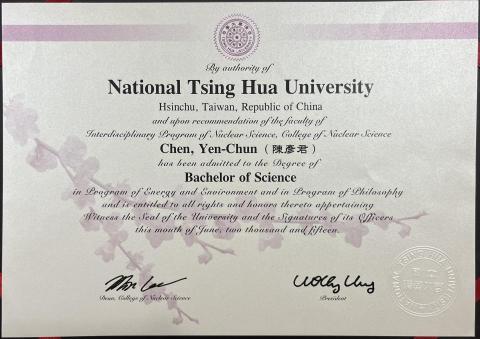 By authority of
National Tsing Hua University
Hsinchu, Taiwan, Republic of China
and upon recommendation of the faculty of
Interdisciplinary Program of Nuclear Science, College of Nuclear Science
Chen, Yen-Chun (陳彥君)
has been admitted to the Degree of
Bachelor of Science
in Program of Energy and Environment and in Program of Philosophy
and is entitled to all rights and honors thereto appertaining
Witness the Seal of the University and the Signatures of its Officers
this month of June, two thousand and fifteen.
Dean, College of Nuclear Science
President